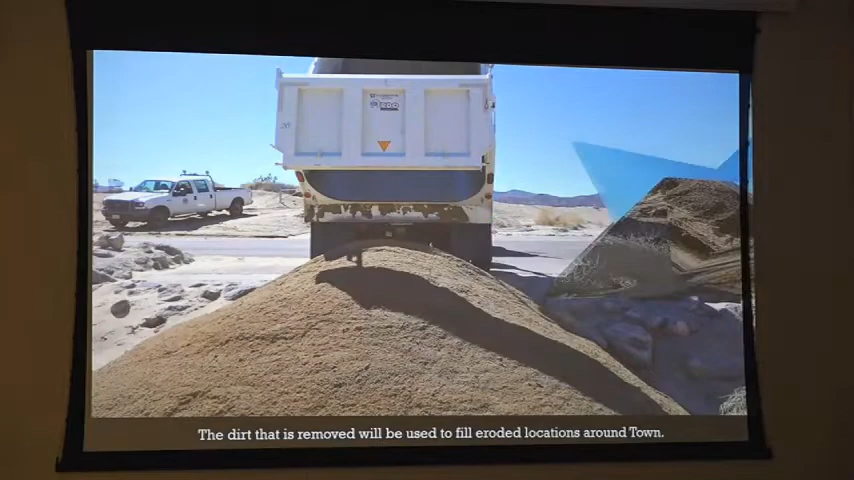 The dirt that is removed will be used to fill eroded locations around Town.